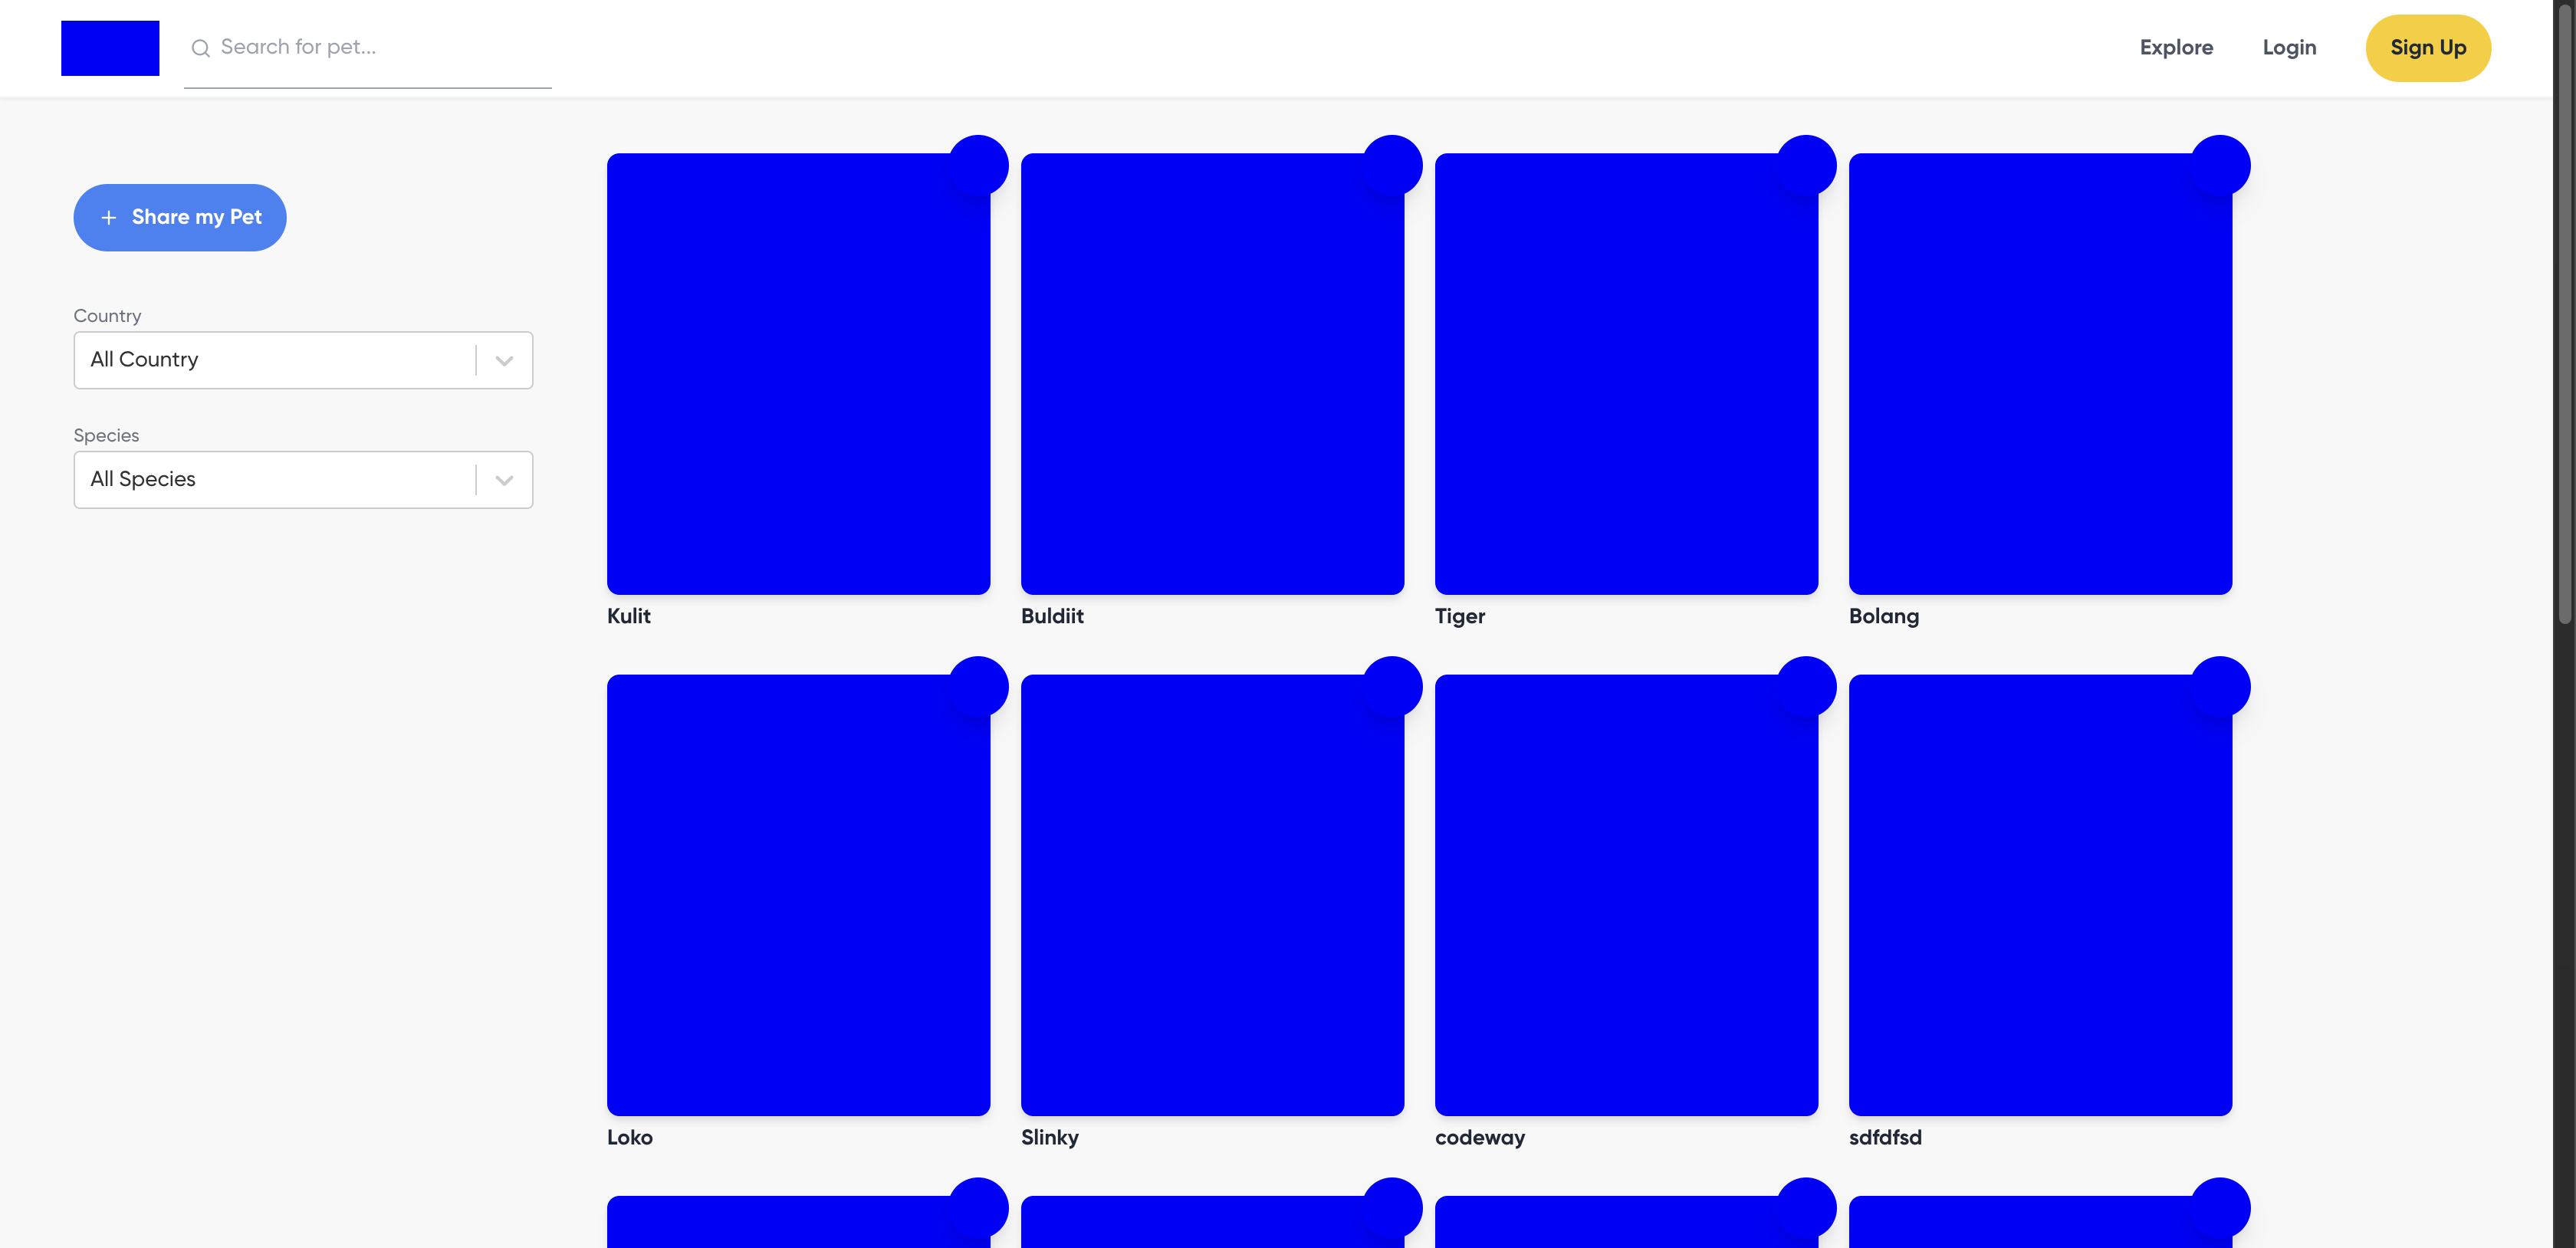 Search for pet...
Explore
Login
Sign Up
Share my Pet
Country
All Country
Species
All Species
Kulit
Buldiit
Tiger
Bolang
Loko
Slinky
codeway
sdfdfsd